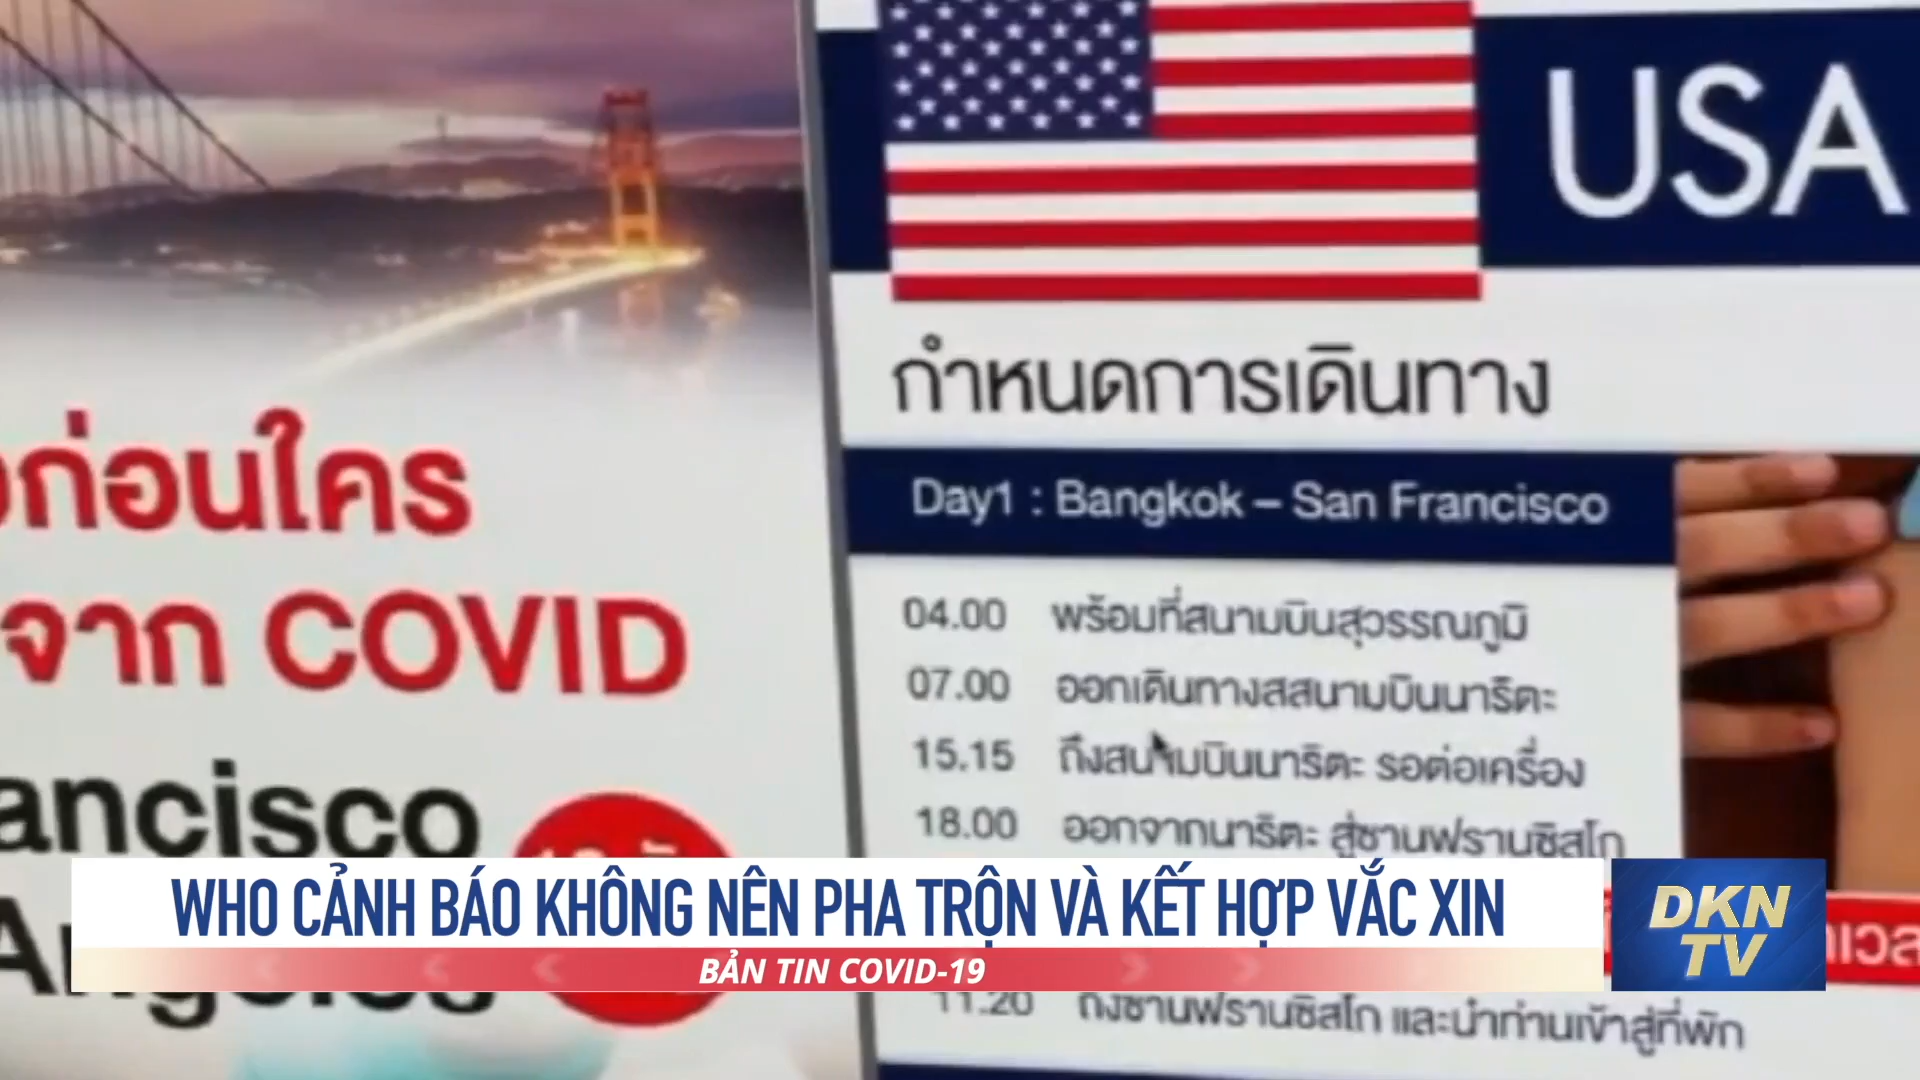 USA
กำหนดการเดินทาง
Day1 : Bangkok – San Francisco
04.00 พร้อมที่สนามบินสุวรรณภูมิ
07.00 ออกเดินทางสสนามบินนาริตะ
15.15 ถึงสนามบินนาริตะ รอต่อเครื่อง
18.00 ออกจากนาริตะ สู่ซานฟรานซิสโก
11.20 ถึงซานฟรานซิสโก และนำท่านเข้าสู่ที่พัก
ก่อนใคร
จาก COVID
ancisco
Angeles
WHO CẢNH BÁO KHÔNG NÊN PHA TRỘN VÀ KẾT HỢP VẮC XIN
BẢN TIN COVID-19
DKN
TV